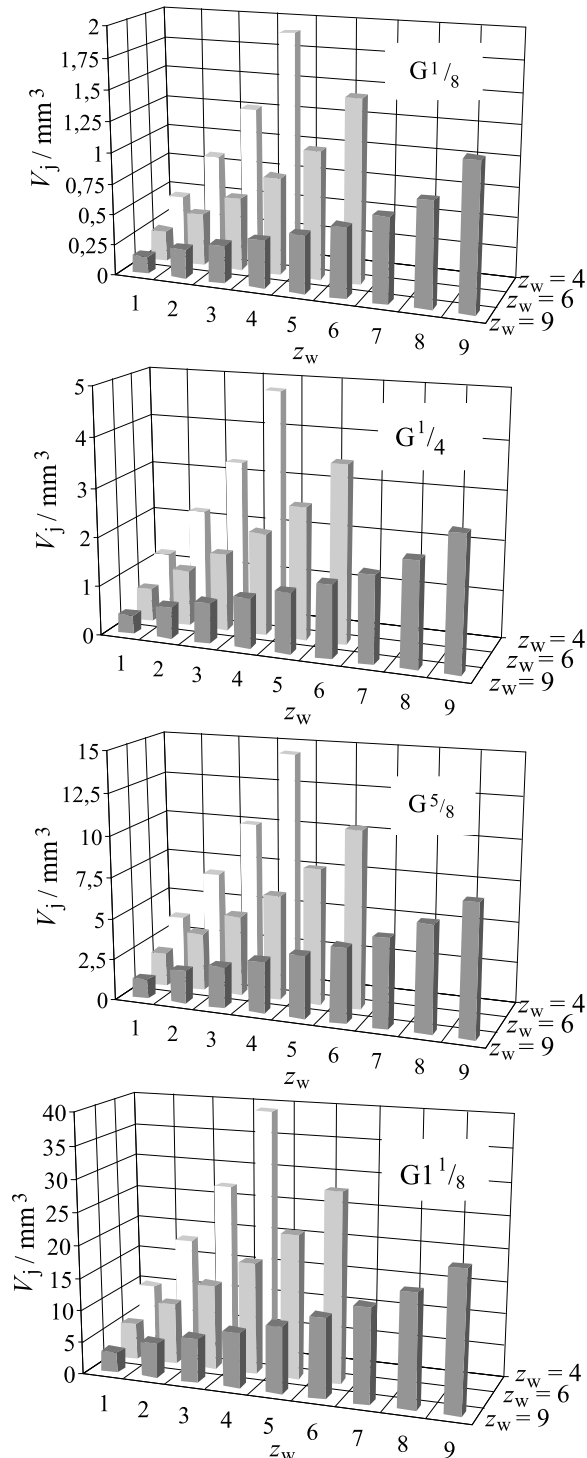 2
1,75
1,5
1,25
1
0,75
0,5
0,25
0
V_j / mm³
G¹/₈
1 2 3 4 5 6 7 8 9
z_w
z_w = 4
z_w = 6
z_w = 9
5
4
3
2
1
0
V_j / mm³
G¹/₄
1 2 3 4 5 6 7 8 9
z_w
z_w = 4
z_w = 6
z_w = 9
15
12,5
10
7,5
5
2,5
0
V_j / mm³
G⁵/₈
1 2 3 4 5 6 7 8 9
z_w
z_w = 4
z_w = 6
z_w = 9
40
35
30
25
20
15
10
5
0
V_j / mm³
G1¹/₈
1 2 3 4 5 6 7 8 9
z_w
z_w = 4
z_w = 6
z_w = 9